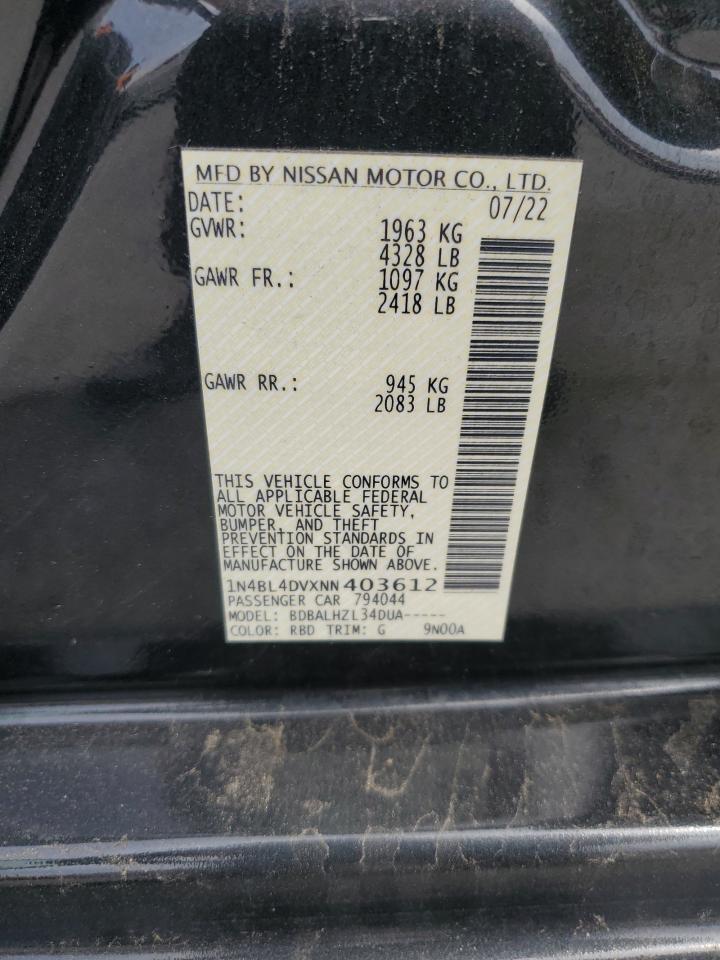 MFD BY NISSAN MOTOR CO., LTD.
DATE: 07/22
GVWR: 1963 KG
4328 LB
GAWR FR.: 1097 KG
2418 LB
GAWR RR.: 945 KG
2083 LB
THIS VEHICLE CONFORMS TO
ALL APPLICABLE FEDERAL
MOTOR VEHICLE SAFETY,
BUMPER, AND THEFT
PREVENTION STANDARDS IN
EFFECT ON THE DATE OF
MANUFACTURE SHOWN ABOVE.
1N4BL4DVXNN403612
PASSENGER CAR 794044
MODEL: BDBALHZL34DUA-----
COLOR: RBD TRIM: G 9N00A